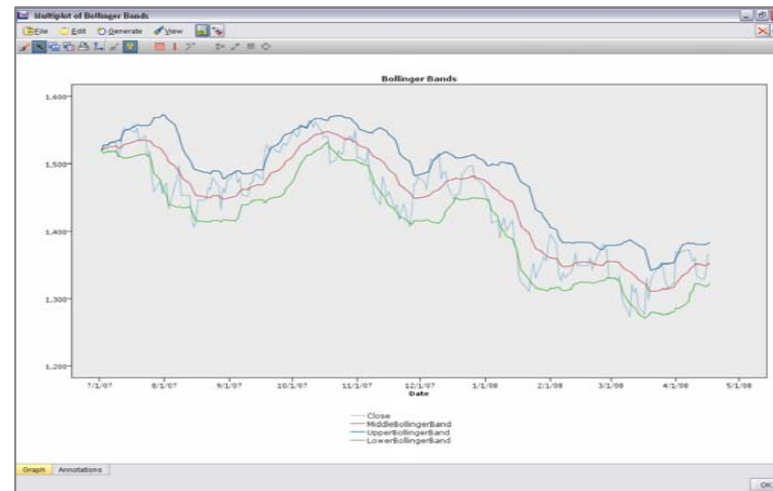 Multiplot of Bollinger Bands
File Edit Generate View
Bollinger Bands
1,600
1,500
1,400
1,300
1,200
7/1/07 8/1/07 9/1/07 10/1/07 11/1/07 12/1/07 1/1/08 2/1/08 3/1/08 4/1/08 5/1/08
Date
Close
MiddleBollingerBand
UpperBollingerBand
LowerBollingerBand
Graph Annotations
OK